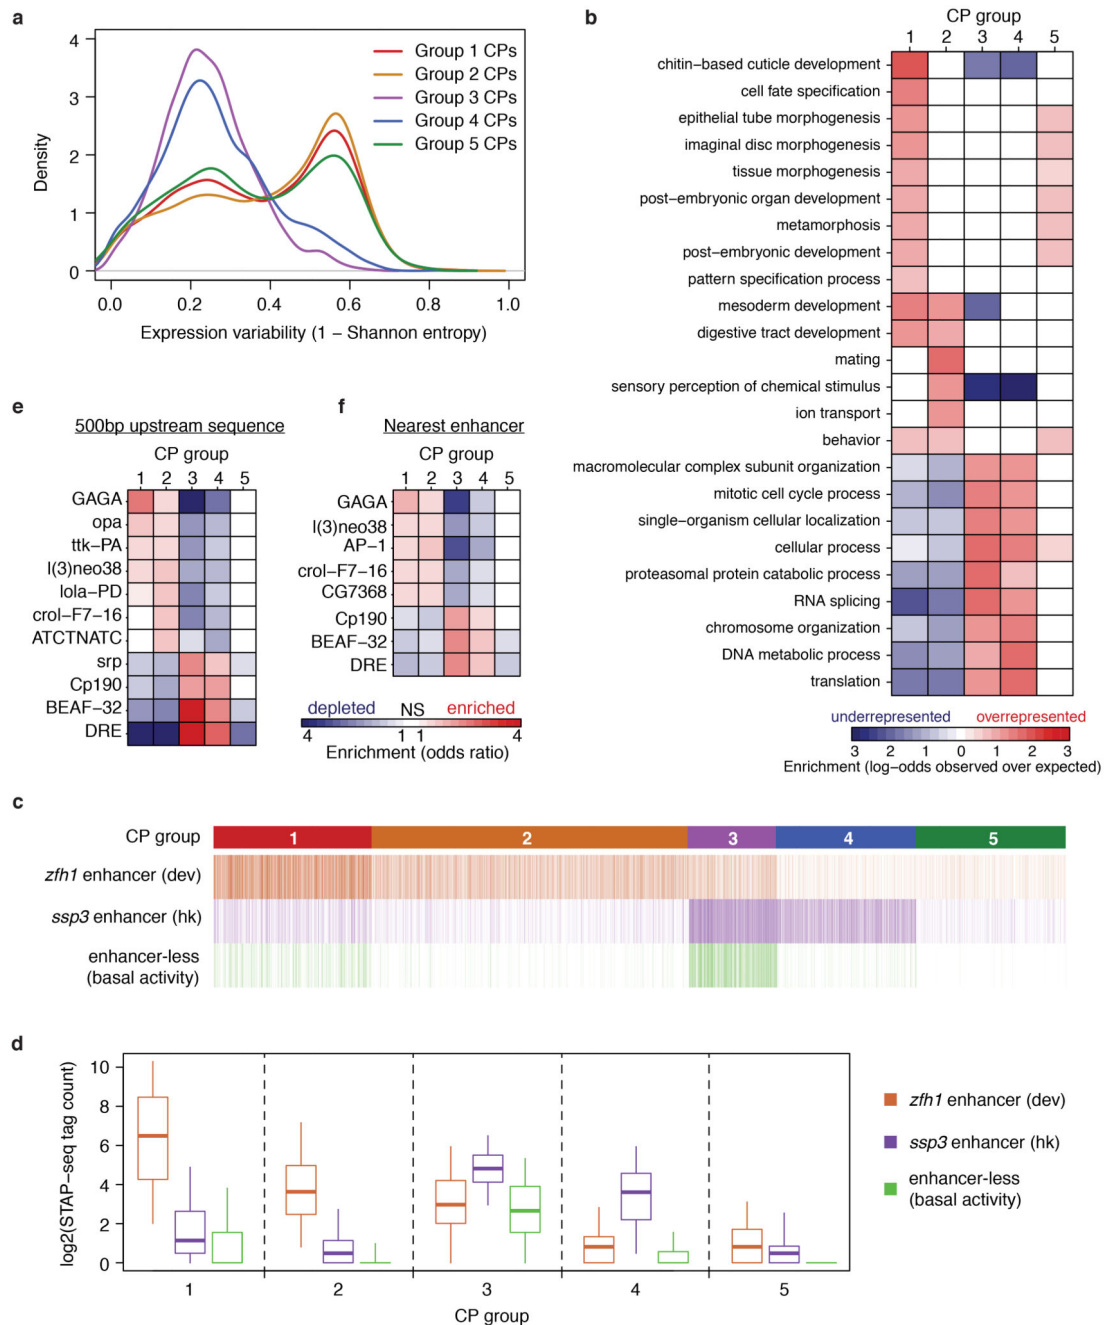 a
4
3
2
1
0
Density
0.0 0.2 0.4 0.6 0.8 1.0
Expression variability (1 − Shannon entropy)
Group 1 CPs
Group 2 CPs
Group 3 CPs
Group 4 CPs
Group 5 CPs
b
CP group
1 2 3 4 5
chitin−based cuticle development
cell fate specification
epithelial tube morphogenesis
imaginal disc morphogenesis
tissue morphogenesis
post−embryonic organ development
metamorphosis
post−embryonic development
pattern specification process
mesoderm development
digestive tract development
mating
sensory perception of chemical stimulus
ion transport
behavior
macromolecular complex subunit organization
mitotic cell cycle process
single−organism cellular localization
cellular process
proteasomal protein catabolic process
RNA splicing
chromosome organization
DNA metabolic process
translation
underrepresented overrepresented
3 2 1 0 1 2 3
Enrichment (log−odds observed over expected)
e
500bp upstream sequence
CP group
1 2 3 4 5
GAGA
opa
ttk−PA
l(3)neo38
lola−PD
crol−F7−16
ATCTNATC
srp
Cp190
BEAF−32
DRE
f
Nearest enhancer
CP group
1 2 3 4 5
GAGA
l(3)neo38
AP−1
crol−F7−16
CG7368
Cp190
BEAF−32
DRE
depleted NS enriched
4 1 1 4
Enrichment (odds ratio)
c
CP group 1 2 3 4 5
zfh1 enhancer (dev)
ssp3 enhancer (hk)
enhancer-less
(basal activity)
d
10
8
6
4
2
0
log2(STAP−seq tag count)
1 2 3 4 5
CP group
zfh1 enhancer (dev)
ssp3 enhancer (hk)
enhancer-less
(basal activity)